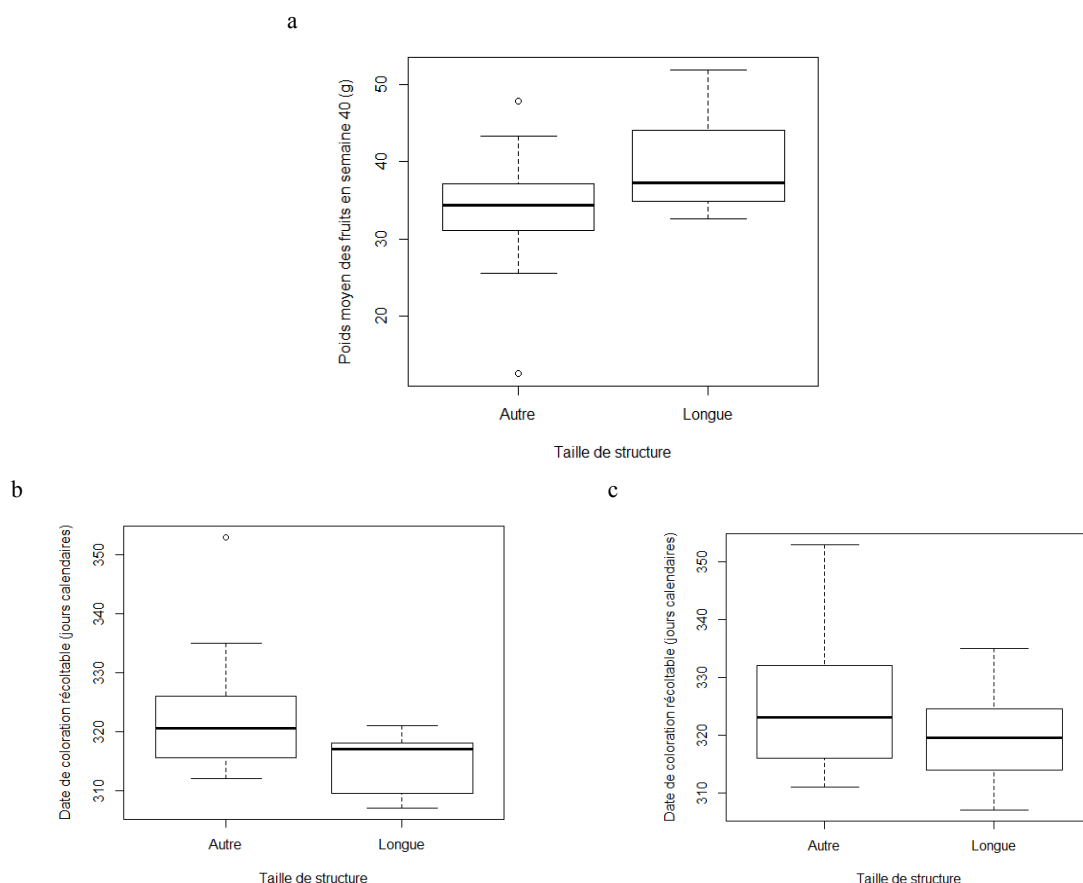 a
Poids moyen des fruits en semaine 40 (g)
50
40
30
20
Autre Longue
Taille de structure
b
Date de coloration récoltable (jours calendaires)
350
340
330
320
310
Autre Longue
Taille de structure
c
Date de coloration récoltable (jours calendaires)
350
340
330
320
310
Autre Longue
Taille de structure